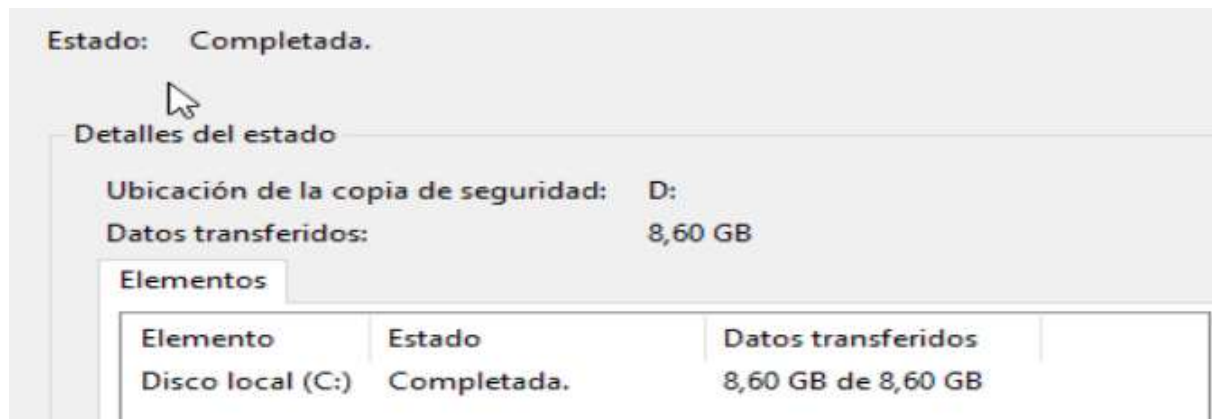 Estado: Completada.
Detalles del estado
Ubicación de la copia de seguridad: D:
Datos transferidos: 8,60 GB
Elementos
Elemento Estado Datos transferidos
Disco local (C:) Completada. 8,60 GB de 8,60 GB